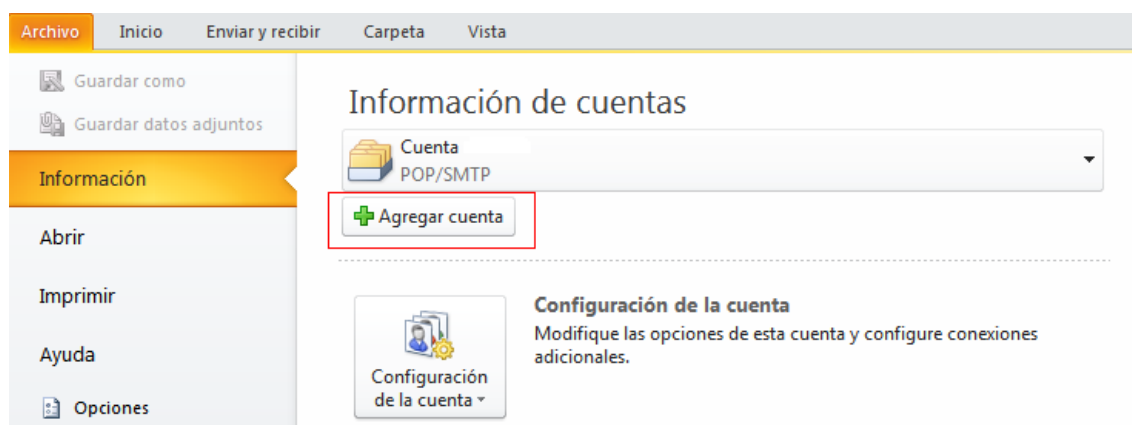 Archivo Inicio Enviar y recibir Carpeta Vista
Guardar como
Guardar datos adjuntos
Información
Abrir
Imprimir
Ayuda
Opciones
Información de cuentas
Cuenta
POP/SMTP
Agregar cuenta
Configuración
de la cuenta
Configuración de la cuenta
Modifique las opciones de esta cuenta y configure conexiones
adicionales.